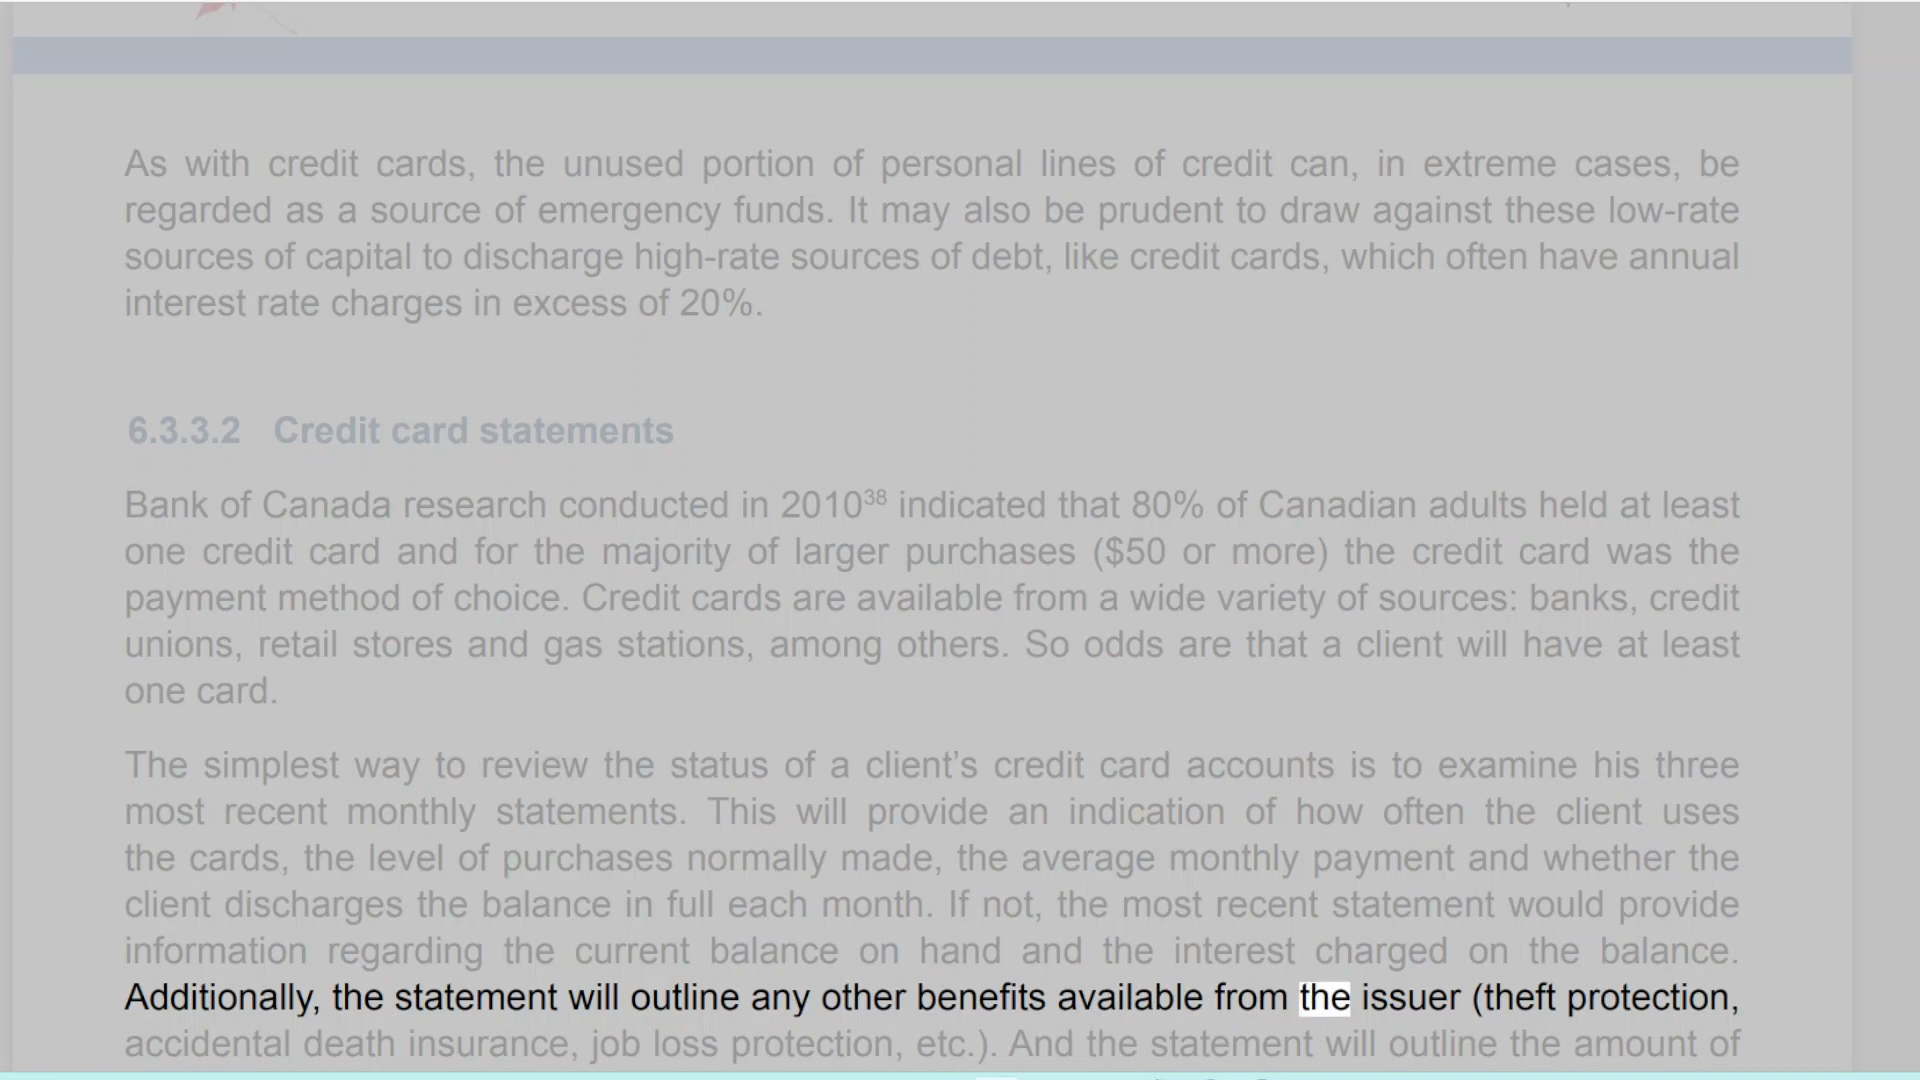 As with credit cards, the unused portion of personal lines of credit can, in extreme cases, be
regarded as a source of emergency funds. It may also be prudent to draw against these low-rate
sources of capital to discharge high-rate sources of debt, like credit cards, which often have annual
interest rate charges in excess of 20%.
6.3.3.2 Credit card statements
Bank of Canada research conducted in 2010³⁸ indicated that 80% of Canadian adults held at least
one credit card and for the majority of larger purchases ($50 or more) the credit card was the
payment method of choice. Credit cards are available from a wide variety of sources: banks, credit
unions, retail stores and gas stations, among others. So odds are that a client will have at least
one card.
The simplest way to review the status of a client’s credit card accounts is to examine his three
most recent monthly statements. This will provide an indication of how often the client uses
the cards, the level of purchases normally made, the average monthly payment and whether the
client discharges the balance in full each month. If not, the most recent statement would provide
information regarding the current balance on hand and the interest charged on the balance.
Additionally, the statement will outline any other benefits available from the issuer (theft protection,
accidental death insurance, job loss protection, etc.). And the statement will outline the amount of